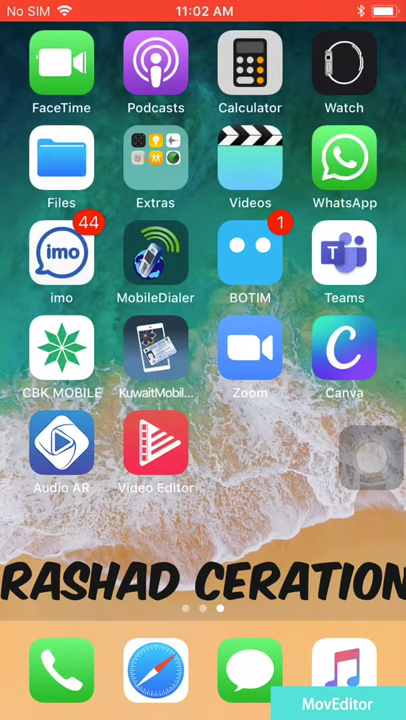 No SIM 11:02 AM
FaceTime Podcasts Calculator Watch
Files Extras Videos WhatsApp
44 1
imo
imo MobileDialer BOTIM Teams
T
C
CBK MOBILE KuwaitMobil... Zoom Canva
Audio AR Video Editor
RASHAD CERATION
MovEditor